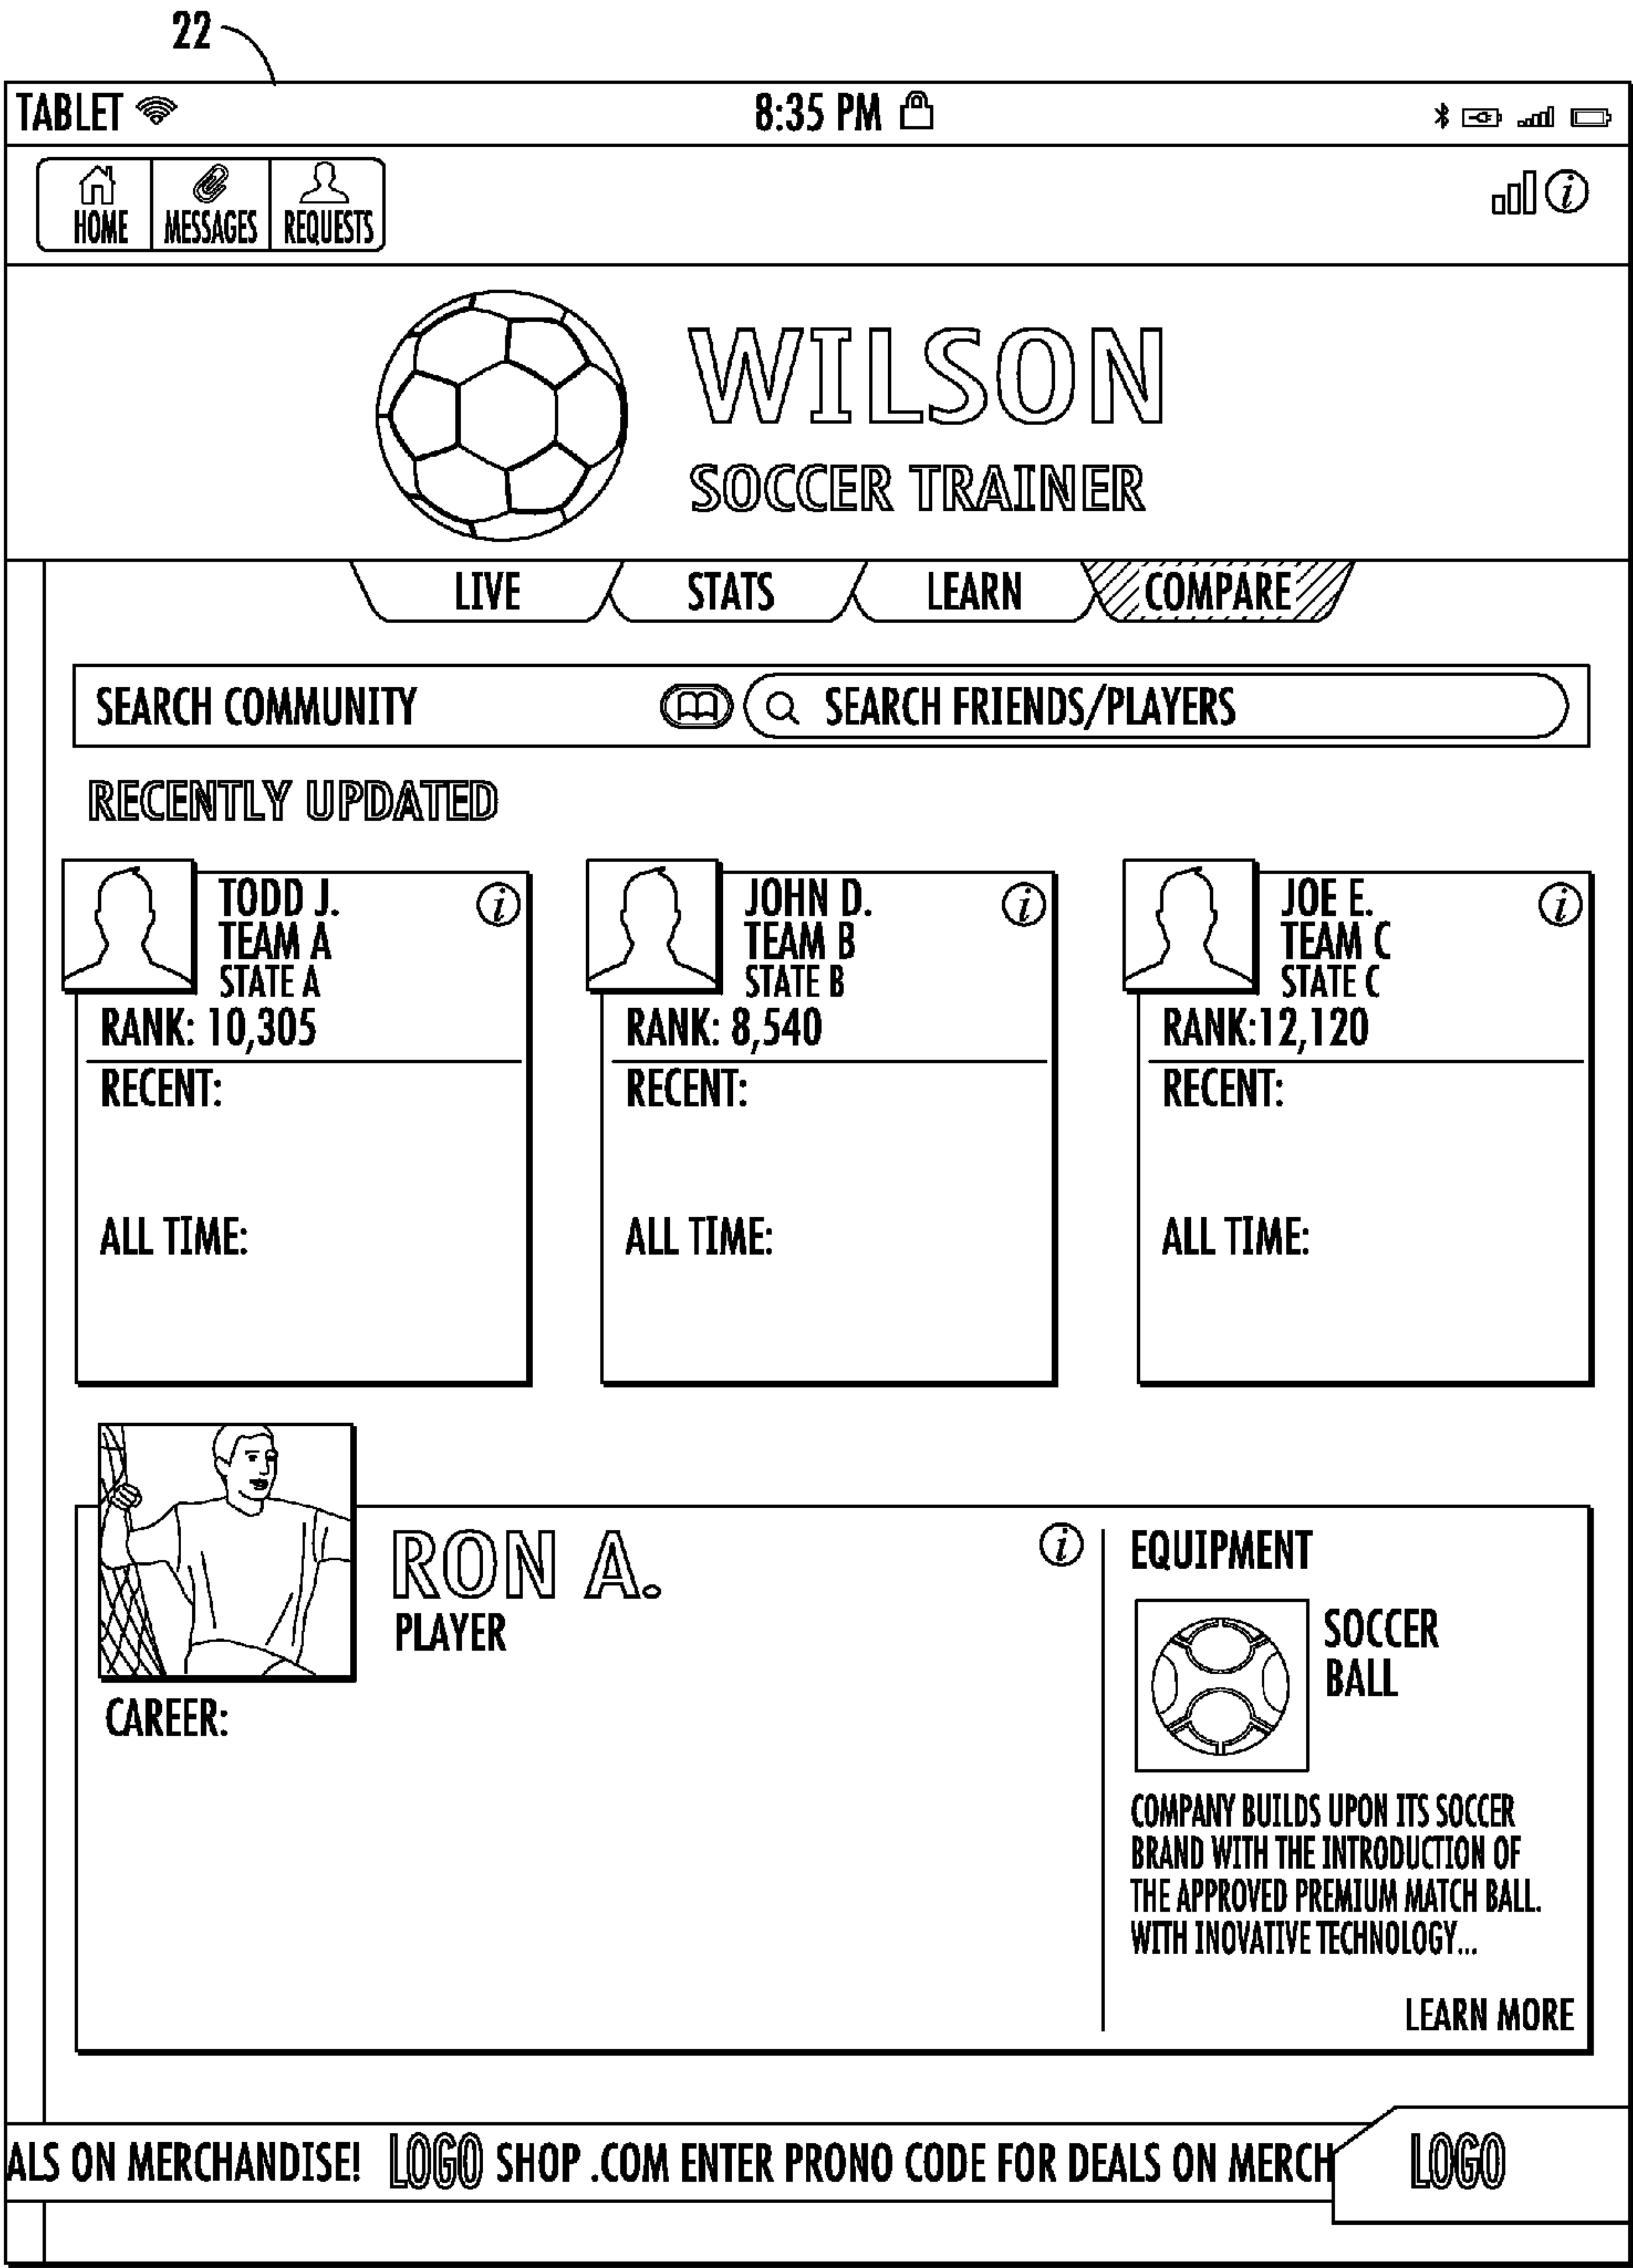 22
TABLET 8:35 PM
HOME MESSAGES REQUESTS
WILSON
SOCCER TRAINER
LIVE STATS LEARN COMPARE
SEARCH COMMUNITY SEARCH FRIENDS/PLAYERS
RECENTLY UPDATED
TODD J.
TEAM A
STATE A
RANK: 10,305
RECENT:
ALL TIME:
JOHN D.
TEAM B
STATE B
RANK: 8,540
RECENT:
ALL TIME:
JOE E.
TEAM C
STATE C
RANK:12,120
RECENT:
ALL TIME:
RON A.
PLAYER
CAREER:
EQUIPMENT
SOCCER
BALL
COMPANY BUILDS UPON ITS SOCCER
BRAND WITH THE INTRODUCTION OF
THE APPROVED PREMIUM MATCH BALL.
WITH INOVATIVE TECHNOLOGY...
LEARN MORE
ALS ON MERCHANDISE! LOGO SHOP .COM ENTER PRONO CODE FOR DEALS ON MERCH LOGO